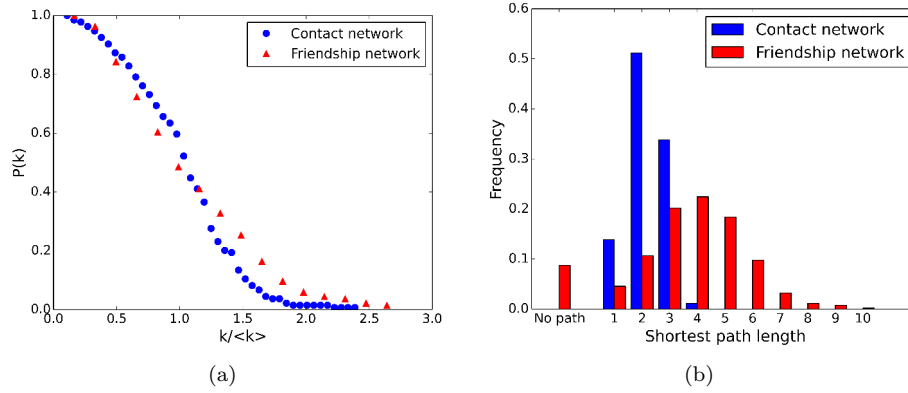 1.0
0.8
0.6
0.4
0.2
0.0
P(k)
0.0 0.5 1.0 1.5 2.0 2.5 3.0
k/<k>
Contact network
Friendship network
(a)
0.6
0.5
0.4
0.3
0.2
0.1
0.0
Frequency
No path 1 2 3 4 5 6 7 8 9 10
Shortest path length
Contact network
Friendship network
(b)